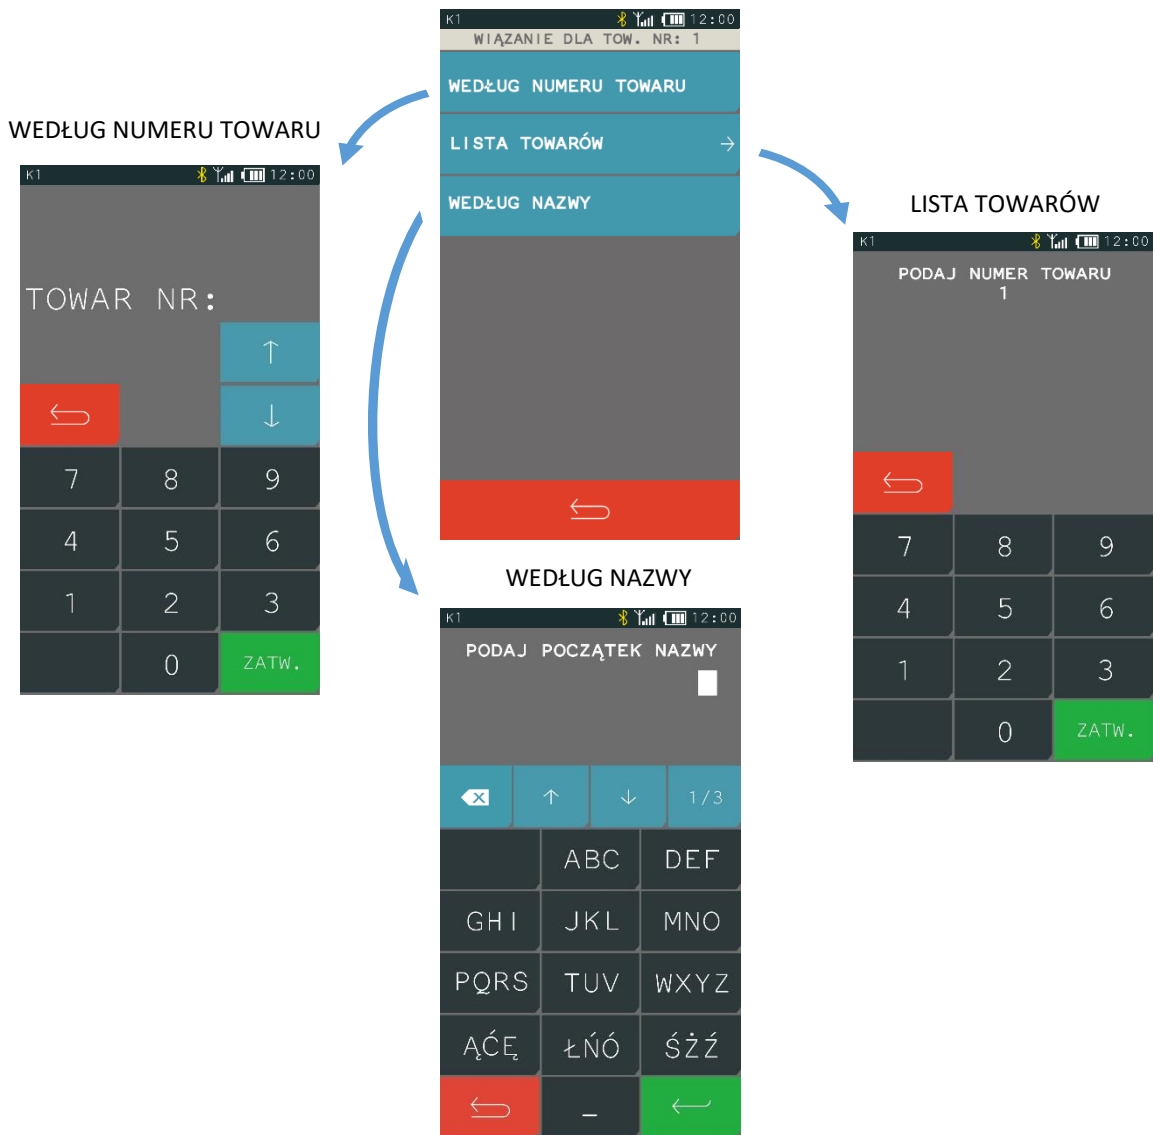 K1 12:00
WIĄZANIE DLA TOW. NR: 1
WEDŁUG NUMERU TOWARU
LISTA TOWARÓW →
WEDŁUG NAZWY
WEDŁUG NUMERU TOWARU
K1 12:00
TOWAR NR:
↑
↓
7 8 9
4 5 6
1 2 3
0 ZATW.
LISTA TOWARÓW
K1 12:00
PODAJ NUMER TOWARU
1
7 8 9
4 5 6
1 2 3
0 ZATW.
WEDŁUG NAZWY
K1 12:00
PODAJ POCZĄTEK NAZWY
↑ ↓ 1/3
ABC DEF
GHI JKL MNO
PQRS TUV WXYZ
ĄĆĘ ŁŃÓ ŚŻŹ
_